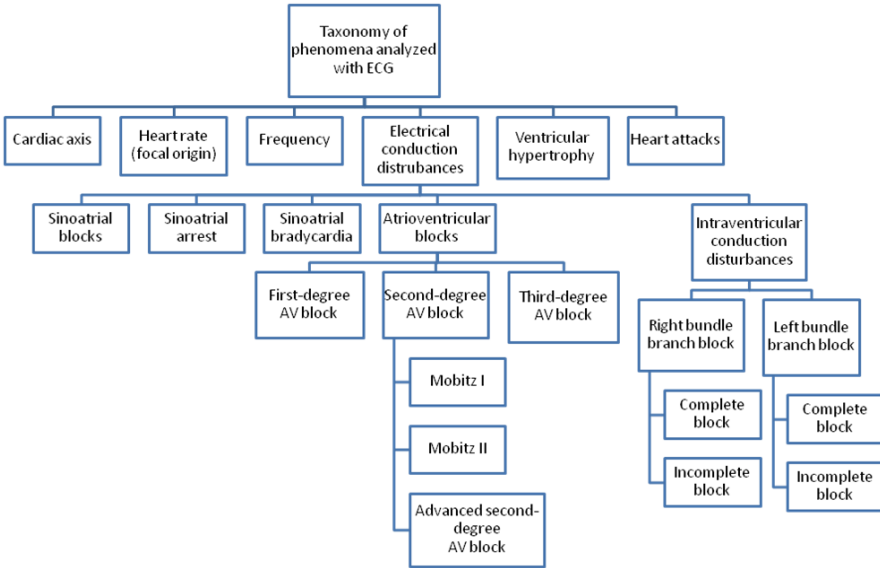 Taxonomy of
phenomena analyzed
with ECG
Cardiac axis
Heart rate
(focal origin)
Frequency
Electrical
conduction
distrubances
Ventricular
hypertrophy
Heart attacks
Sinoatrial
blocks
Sinoatrial
arrest
Sinoatrial
bradycardia
Atrioventricular
blocks
Intraventricular
conduction
disturbances
First-degree
AV block
Second-degree
AV block
Third-degree
AV block
Mobitz I
Mobitz II
Advanced second-
degree
AV block
Right bundle
branch block
Left bundle
branch block
Complete
block
Incomplete
block
Complete
block
Incomplete
block